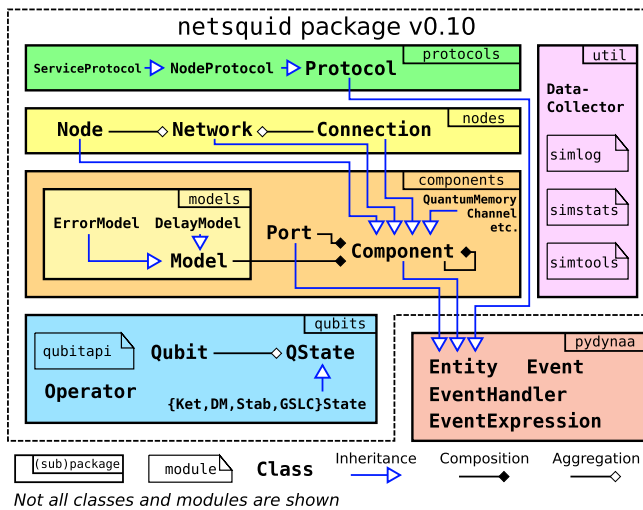 netsquid package v0.10
protocols
ServiceProtocol
NodeProtocol
Protocol
util
Data-
Collector
simlog
simstats
simtools
nodes
Node
Network
Connection
components
models
ErrorModel
DelayModel
Model
Port
QuantumMemory
Channel
etc.
Component
qubits
qubitapi
Qubit
QState
Operator
{Ket,DM,Stab,GSLC}State
pydynaa
Entity
Event
EventHandler
EventExpression
(sub)package
module
Class
Inheritance
Composition
Aggregation
Not all classes and modules are shown